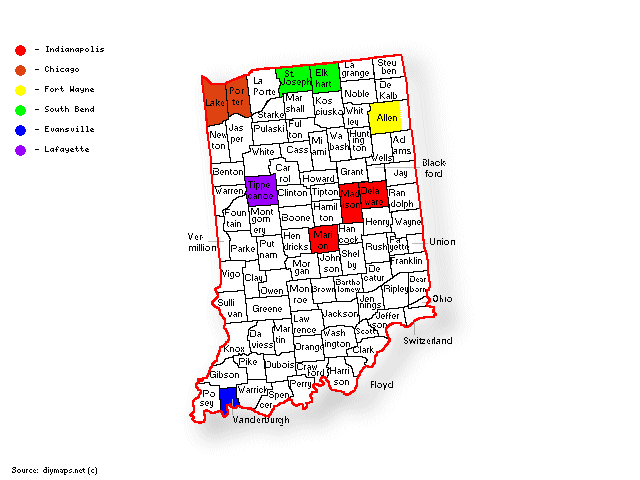 - Indianapolis
- Chicago
- Fort Wayne
- South Bend
- Evansville
- Lafayette
Lake
Por
ter
La
Porte
St.
Joseph
Elk
hart
La
grange
Steu
ben
Noble
De
Kalb
Starke
Mar
shall
Kos
ciusko
Whit
ley
Allen
New
ton
Jas
per
Pulaski
Ful
ton
White
Cass
Mi
ami
Wa
bash
Hunt
ing
ton
Wells
Ad
ams
Benton
Car
rol
Howard
Grant
Black-
ford
Jay
Warren
Tippe
canoe
Clinton
Tipton
Mad
ison
Dela
ware
Ran
dolph
Foun
tain
Mont
gom
ery
Boone
Hamil
ton
Henry
Wayne
Ver-
million
Parke
Put
nam
Hen
dricks
Mari
on
Han
cock
Rush
Fa
yette
Union
Vigo
Clay
Mor
gan
John
son
Shel
by
De
catur
Franklin
Owen
Mon
roe
Brown
Bartho
lomew
Jen
nings
Ripley
Dear
born
Ohio
Sulli
van
Greene
Law
rence
Jackson
Jeffer
son
Switzerland
Knox
Da
viess
Mar
tin
Orange
Wash
ington
Scott
Clark
Gibson
Pike
Dubois
Craw
ford
Harri
son
Floyd
Po
sey
Warrick
Spen
cer
Perry
Vanderburgh
Source: diymaps.net (c)